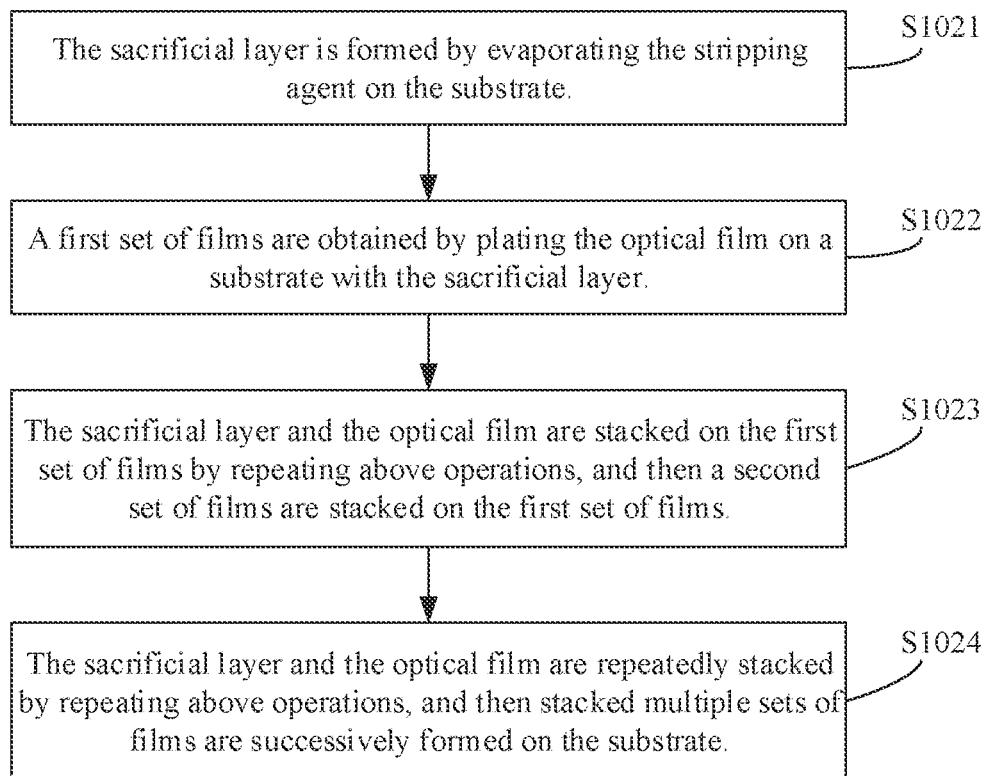 S1021
The sacrificial layer is formed by evaporating the stripping
agent on the substrate.
S1022
A first set of films are obtained by plating the optical film on a
substrate with the sacrificial layer.
S1023
The sacrificial layer and the optical film are stacked on the first
set of films by repeating above operations, and then a second
set of films are stacked on the first set of films.
S1024
The sacrificial layer and the optical film are repeatedly stacked
by repeating above operations, and then stacked multiple sets of
films are successively formed on the substrate.